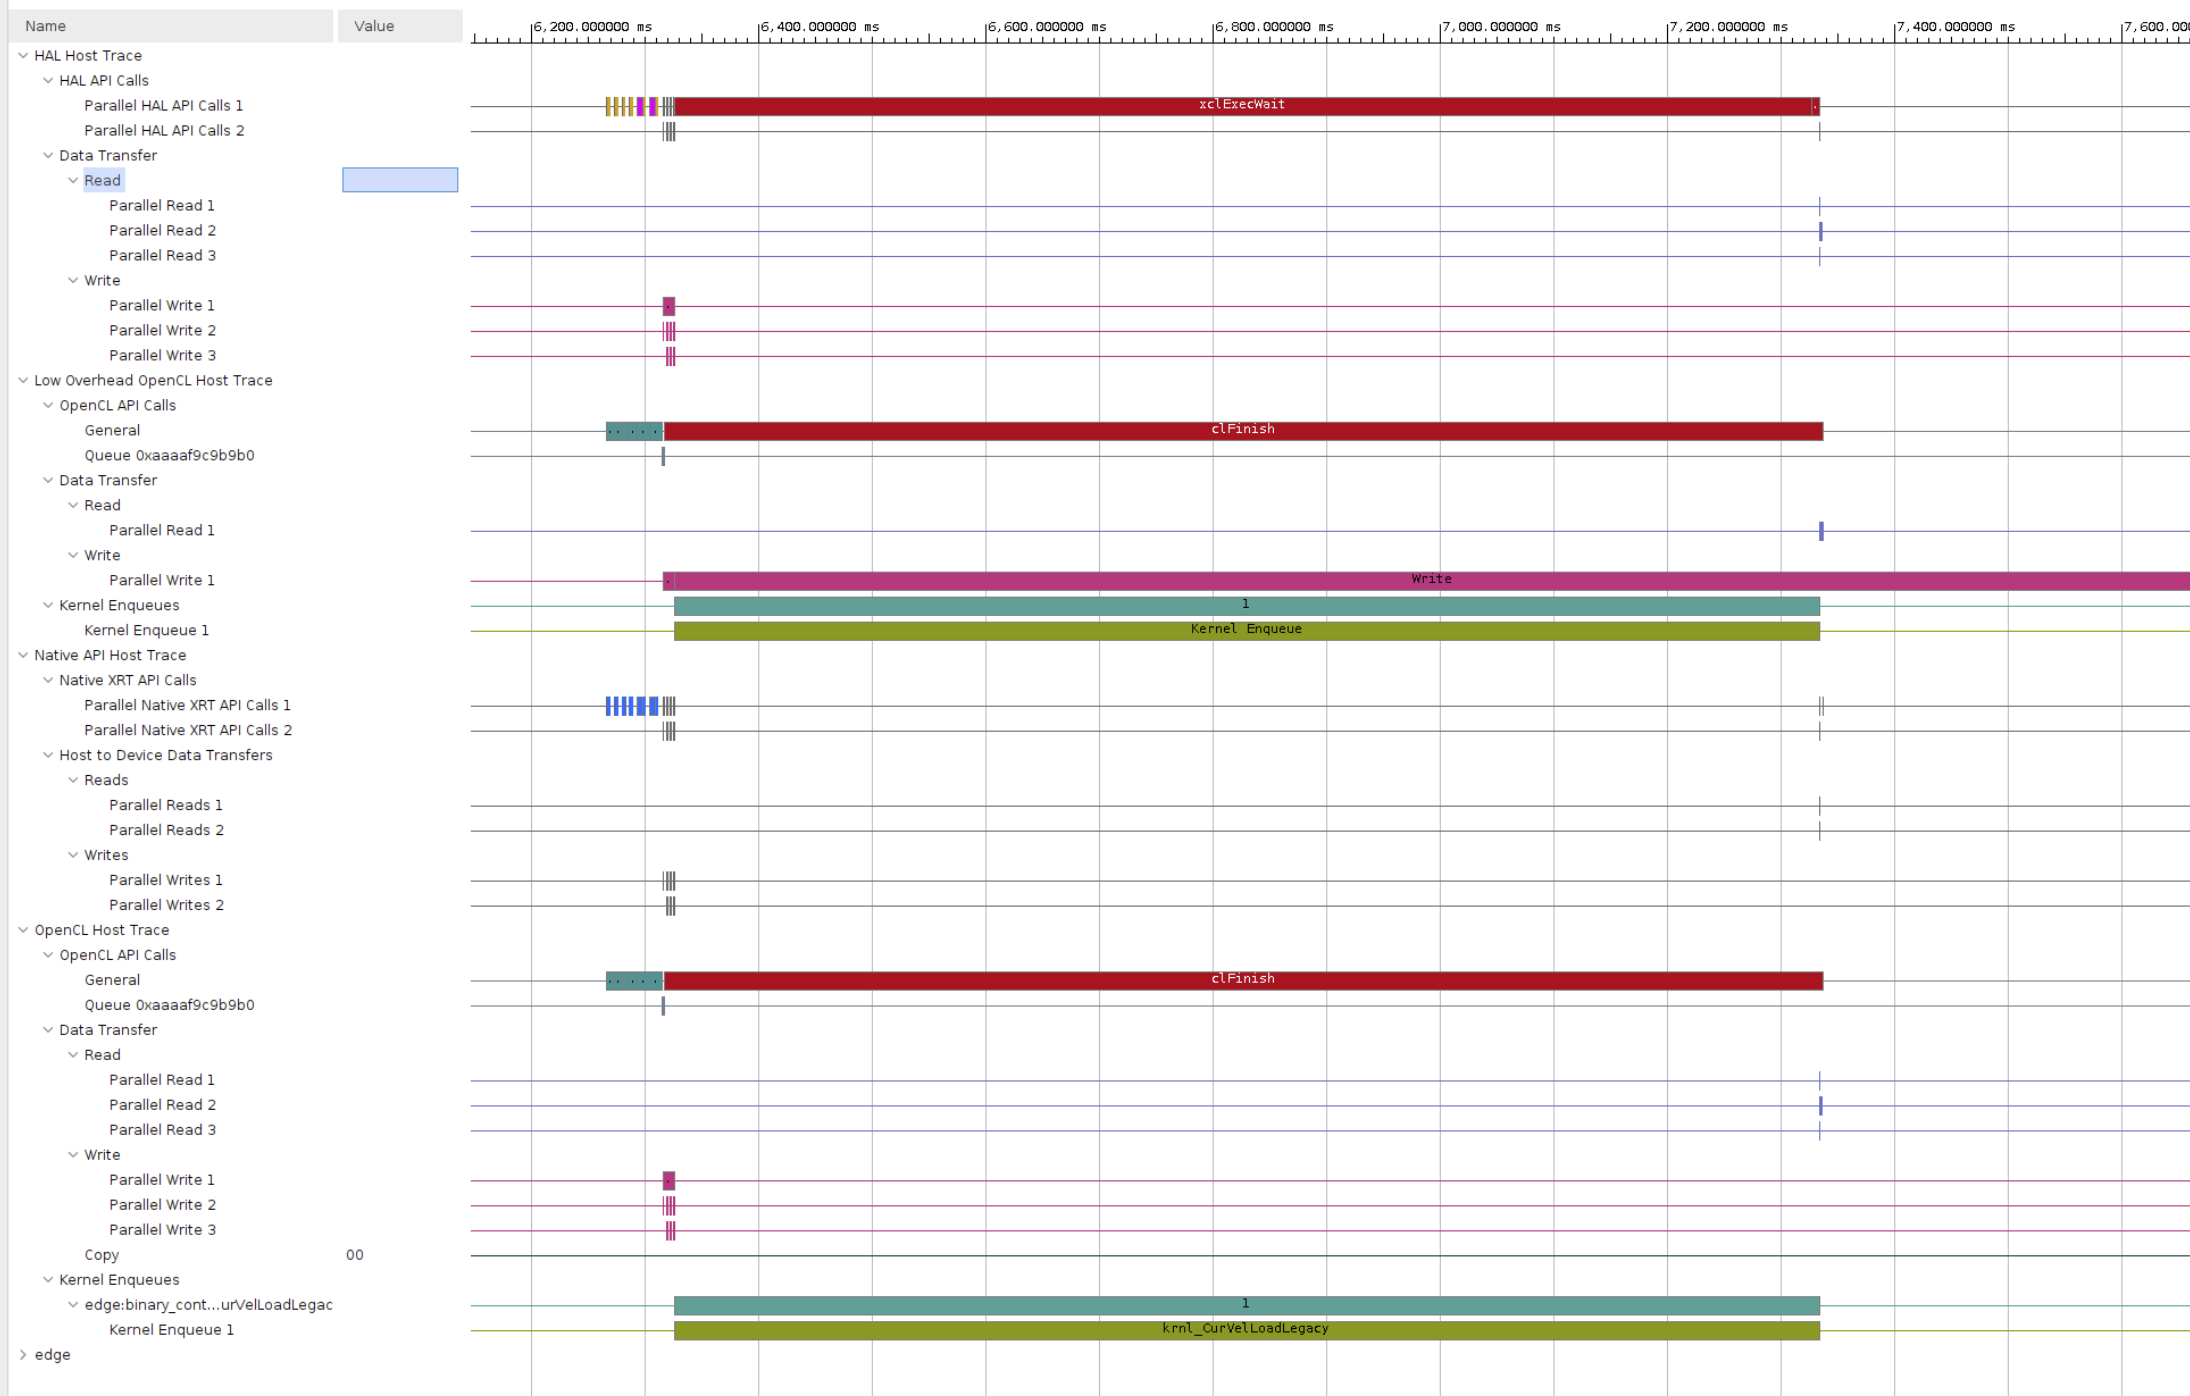 Name Value 6,200.000000 ms 6,400.000000 ms 6,600.000000 ms 6,800.000000 ms 7,000.000000 ms 7,200.000000 ms 7,400.000000 ms 7,600.00
HAL Host Trace
HAL API Calls
Parallel HAL API Calls 1 xclExecWait
Parallel HAL API Calls 2
Data Transfer
Read
Parallel Read 1
Parallel Read 2
Parallel Read 3
Write
Parallel Write 1
Parallel Write 2
Parallel Write 3
Low Overhead OpenCL Host Trace
OpenCL API Calls
General clFinish
Queue 0xaaaaf9c9b9b0
Data Transfer
Read
Parallel Read 1
Write
Parallel Write 1 Write
Kernel Enqueues 1
Kernel Enqueue 1 Kernel Enqueue
Native API Host Trace
Native XRT API Calls
Parallel Native XRT API Calls 1
Parallel Native XRT API Calls 2
Host to Device Data Transfers
Reads
Parallel Reads 1
Parallel Reads 2
Writes
Parallel Writes 1
Parallel Writes 2
OpenCL Host Trace
OpenCL API Calls
General clFinish
Queue 0xaaaaf9c9b9b0
Data Transfer
Read
Parallel Read 1
Parallel Read 2
Parallel Read 3
Write
Parallel Write 1
Parallel Write 2
Parallel Write 3
Copy 00
Kernel Enqueues
edge:binary_cont...urVelLoadLegac 1
Kernel Enqueue 1 krnl_CurVelLoadLegacy
edge